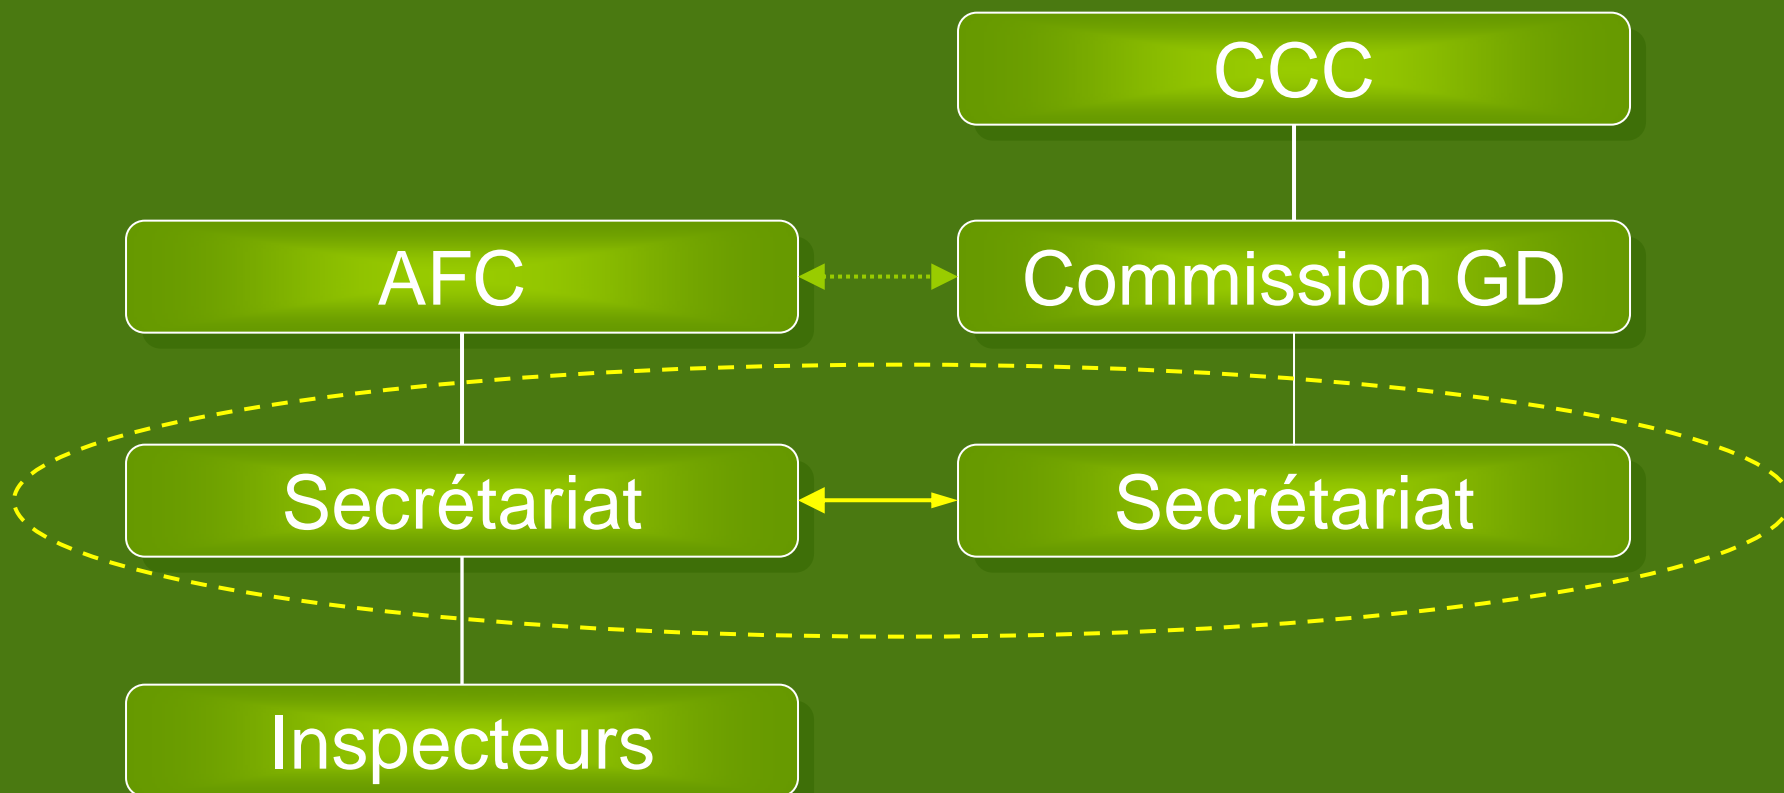 CCC
AFC
Commission GD
Secrétariat
Secrétariat
Inspecteurs